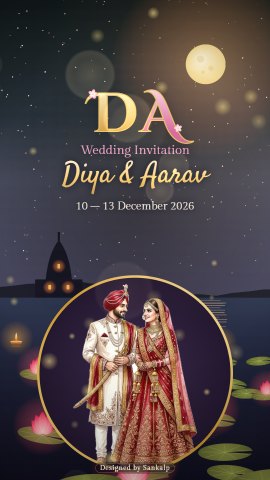 DA
Wedding Invitation
Diya & Aarav
10 — 13 December 2026
Designed by Sankalp